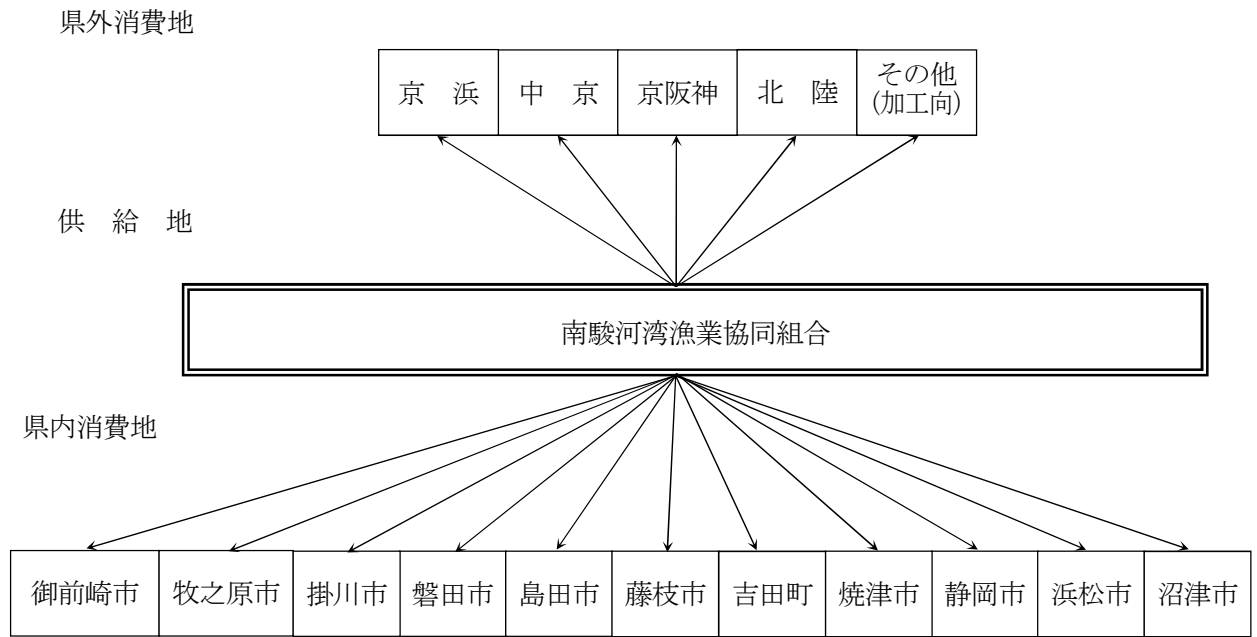 県外消費地
京　浜
中　京
京阪神
北　陸
その他
(加工向)
供　給　地
南駿河湾漁業協同組合
県内消費地
御前崎市
牧之原市
掛川市
磐田市
島田市
藤枝市
吉田町
焼津市
静岡市
浜松市
沼津市